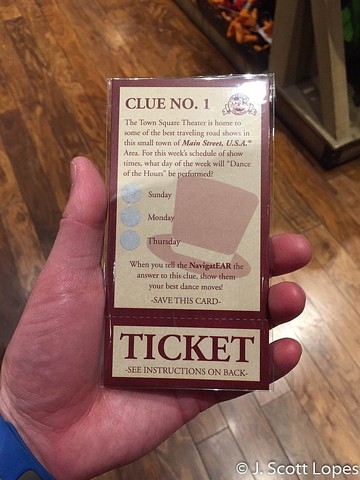 CLUE NO. 1
The Town Square Theater is home to
some of the best traveling road shows in
this small town of Main Street, U.S.A.®
Area. For this week's schedule of show
times, what day of the week will "Dance
of the Hours" be performed?
Sunday
Monday
Thursday
When you tell the NavigatEAR the
answer to this clue, show them
your best dance moves!
-SAVE THIS CARD-
TICKET
-SEE INSTRUCTIONS ON BACK-
© J. Scott Lopes